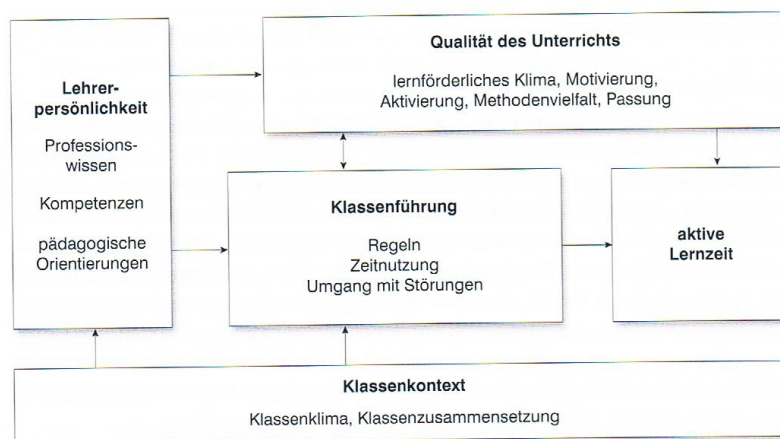 Lehrer-
persönlichkeit
Professions-
wissen
Kompetenzen
pädagogische
Orientierungen
Qualität des Unterrichts
lernförderliches Klima, Motivierung,
Aktivierung, Methodenvielfalt, Passung
Klassenführung
Regeln
Zeitnutzung
Umgang mit Störungen
aktive
Lernzeit
Klassenkontext
Klassenklima, Klassenzusammensetzung